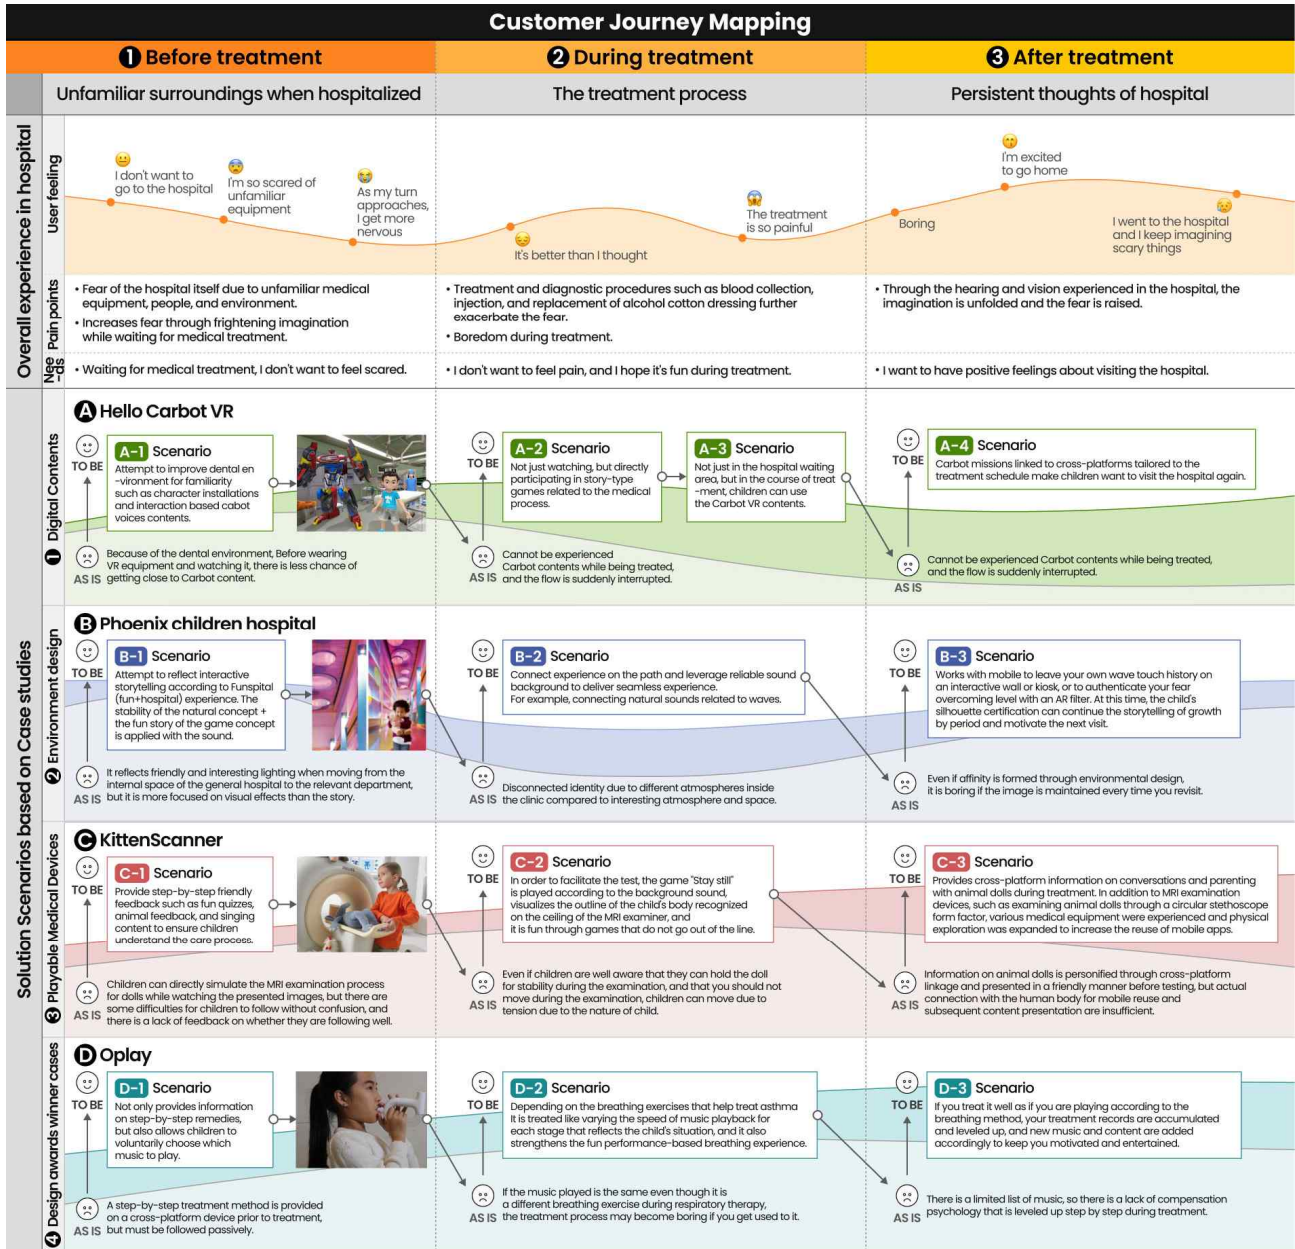 Customer Journey Mapping
1 Before treatment
2 During treatment
3 After treatment
Unfamiliar surroundings when hospitalized
The treatment process
Persistent thoughts of hospital
Overall experience in hospital
User feeling
I don't want to
go to the hospital
I'm so scared of
unfamiliar
equipment
As my turn
approaches,
I get more
nervous
It's better than I thought
The treatment
is so painful
Boring
I'm excited
to go home
I went to the hospital
and I keep imagining
scary things
Pain points
• Fear of the hospital itself due to unfamiliar medical
equipment, people, and environment.
• Increases fear through frightening imagination
while waiting for medical treatment.
• Treatment and diagnostic procedures such as blood collection,
injection, and replacement of alcohol cotton dressing further
exacerbate the fear.
• Boredom during treatment.
• Through the hearing and vision experienced in the hospital, the
imagination is unfolded and the fear is raised.
Nee
-ds
• Waiting for medical treatment, I don't want to feel scared.
• I don't want to feel pain, and I hope it's fun during treatment.
• I want to have positive feelings about visiting the hospital.
Solution Scenarios based on Case studies
1 Digital Contents
A Hello Carbot VR
TO BE
A-1 Scenario
Attempt to improve dental en
-vironment for familiarity
such as character installations
and interaction based cabot
voices contents.
AS IS
Because of the dental environment, Before wearing
VR equipment and watching it, there is less chance of
getting close to Carbot content.
TO BE
A-2 Scenario
Not just watching, but directly
participating in story-type
games related to the medical
process.
A-3 Scenario
Not just in the hospital waiting
area, but in the course of treat
-ment, children can use
the Carbot VR contents.
AS IS
Cannot be experienced
Carbot contents while being treated,
and the flow is suddenly interrupted.
TO BE
A-4 Scenario
Carbot missions linked to cross-platforms tailored to the
treatment schedule make children want to visit the hospital again.
AS IS
Cannot be experienced Carbot contents while being treated,
and the flow is suddenly interrupted.
2 Environment design
B Phoenix children hospital
TO BE
B-1 Scenario
Attempt to reflect interactive
storytelling according to Funspital
(fun+hospital) experience. The
stability of the natural concept +
the fun story of the game concept
is applied with the sound.
AS IS
It reflects friendly and interesting lighting when moving from the
internal space of the general hospital to the relevant department,
but it is more focused on visual effects than the story.
TO BE
B-2 Scenario
Connect experience on the path and leverage reliable sound
background to deliver seamless experience.
For example, connecting natural sounds related to waves.
AS IS
Disconnected identity due to different atmospheres inside
the clinic compared to interesting atmosphere and space.
TO BE
B-3 Scenario
Works with mobile to leave your own wave touch history on
an interactive wall or kiosk, or to authenticate your fear
overcoming level with an AR filter. At this time, the child's
silhouette certification can continue the storytelling of growth
by period and motivate the next visit.
AS IS
Even if affinity is formed through environmental design,
it is boring if the image is maintained every time you revisit.
3 Playable Medical Devices
C KittenScanner
TO BE
C-1 Scenario
Provide step-by-step friendly
feedback such as fun quizzes,
animal feedback, and singing
content to ensure children
understand the care process.
AS IS
Children can directly simulate the MRI examination process
for dolls while watching the presented images, but there are
some difficulties for children to follow without confusion, and
there is a lack of feedback on whether they are following well.
TO BE
C-2 Scenario
In order to facilitate the test, the game "Stay still"
is played according to the background sound,
visualizes the outline of the child's body recognized
on the ceiling of the MRI examiner, and
it is fun through games that do not go out of the line.
AS IS
Even if children are well aware that they can hold the doll
for stability during the examination, and that you should not
move during the examination, children can move due to
tension due to the nature of child.
TO BE
C-3 Scenario
Provides cross-platform information on conversations and parenting
with animal dolls during treatment. In addition to MRI examination
devices, such as examining animal dolls through a circular stethoscope
form factor, various medical equipment were experienced and physical
exploration was expanded to increase the reuse of mobile apps.
AS IS
Information on animal dolls is personified through cross-platform
linkage and presented in a friendly manner before testing, but actual
connection with the human body for mobile reuse and
subsequent content presentation are insufficient.
4 Design awards winner cases
D Oplay
TO BE
D-1 Scenario
Not only provides information
on step-by-step remedies,
but also allows children to
voluntarily choose which
music to play.
AS IS
A step-by-step treatment method is provided
on a cross-platform device prior to treatment,
but must be followed passively.
TO BE
D-2 Scenario
Depending on the breathing exercises that help treat asthma
it is treated like varying the speed of music playback for
each stage that reflects the child's situation, and it also
strengthens the fun performance-based breathing experience.
AS IS
If the music played is the same even though it is
a different breathing exercise during respiratory therapy,
the treatment process may become boring if you get used to it.
TO BE
D-3 Scenario
If you treat it well as if you are playing according to the
breathing method, your treatment records are accumulated
and leveled up, and new music and content are added
accordingly to keep you motivated and entertained.
AS IS
There is a limited list of music, so there is a lack of compensation
psychology that is leveled up step by step during treatment.